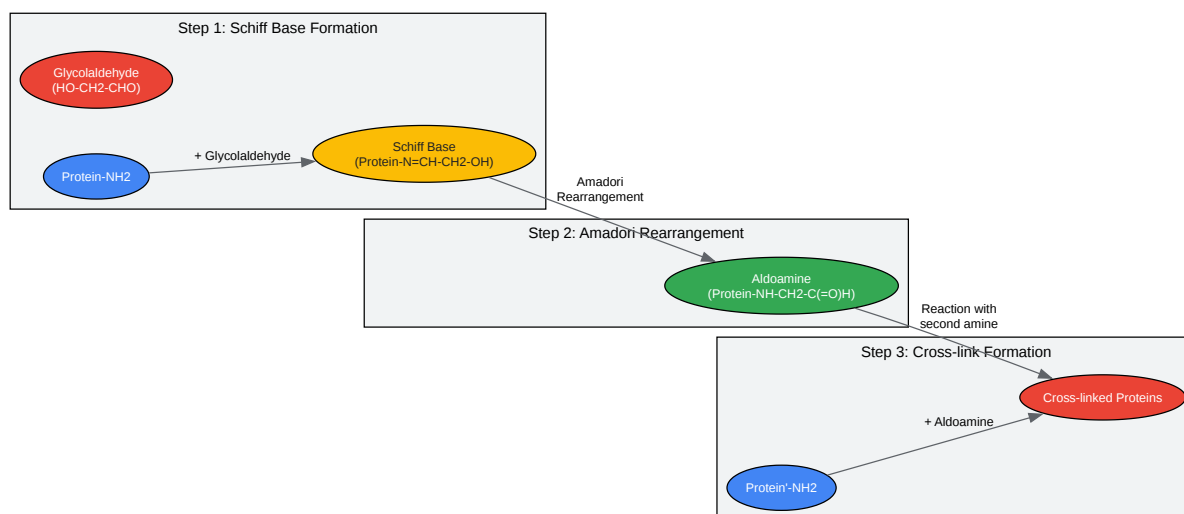 Step 1: Schiff Base Formation
Glycolaldehyde
(HO-CH2-CHO)
+ Glycolaldehyde
Protein-NH2
Schiff Base
(Protein-N=CH-CH2-OH)
Amadori
Rearrangement
Step 2: Amadori Rearrangement
Aldoamine
(Protein-NH-CH2-C(=O)H)
Reaction with
second amine
Step 3: Cross-link Formation
Cross-linked Proteins
+ Aldoamine
Protein'-NH2